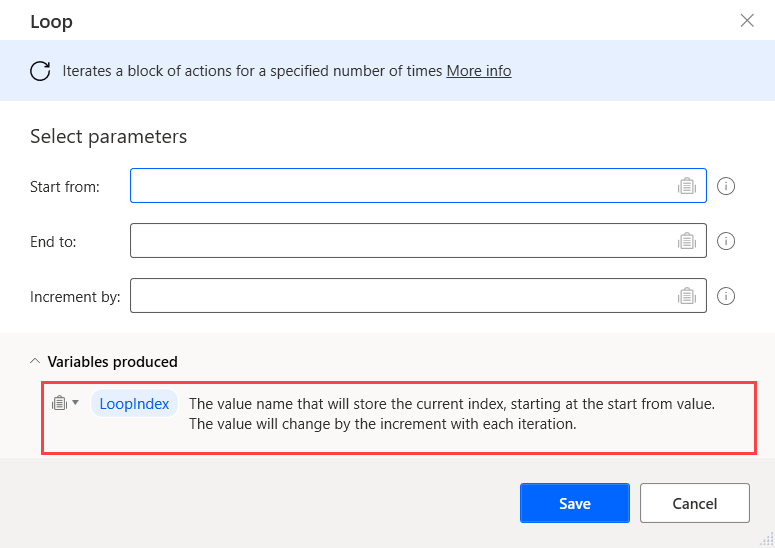 Loop
Iterates a block of actions for a specified number of times More info
Select parameters
Start from:
End to:
Increment by:
Variables produced
LoopIndex The value name that will store the current index, starting at the start from value.
The value will change by the increment with each iteration.
Save Cancel